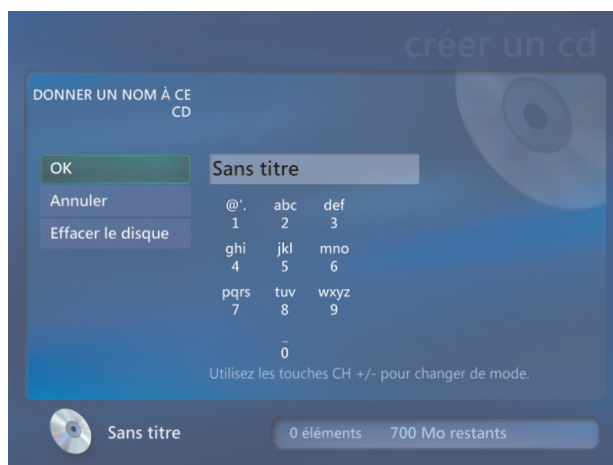 créer un cd
DONNER UN NOM À CE
CD
OK
Sans titre
Annuler
Effacer le disque
@'. abc def
1 2 3
ghi jkl mno
4 5 6
pqrs tuv wxyz
7 8 9
_
0
Utilisez les touches CH +/- pour changer de mode.
Sans titre
0 éléments 700 Mo restants